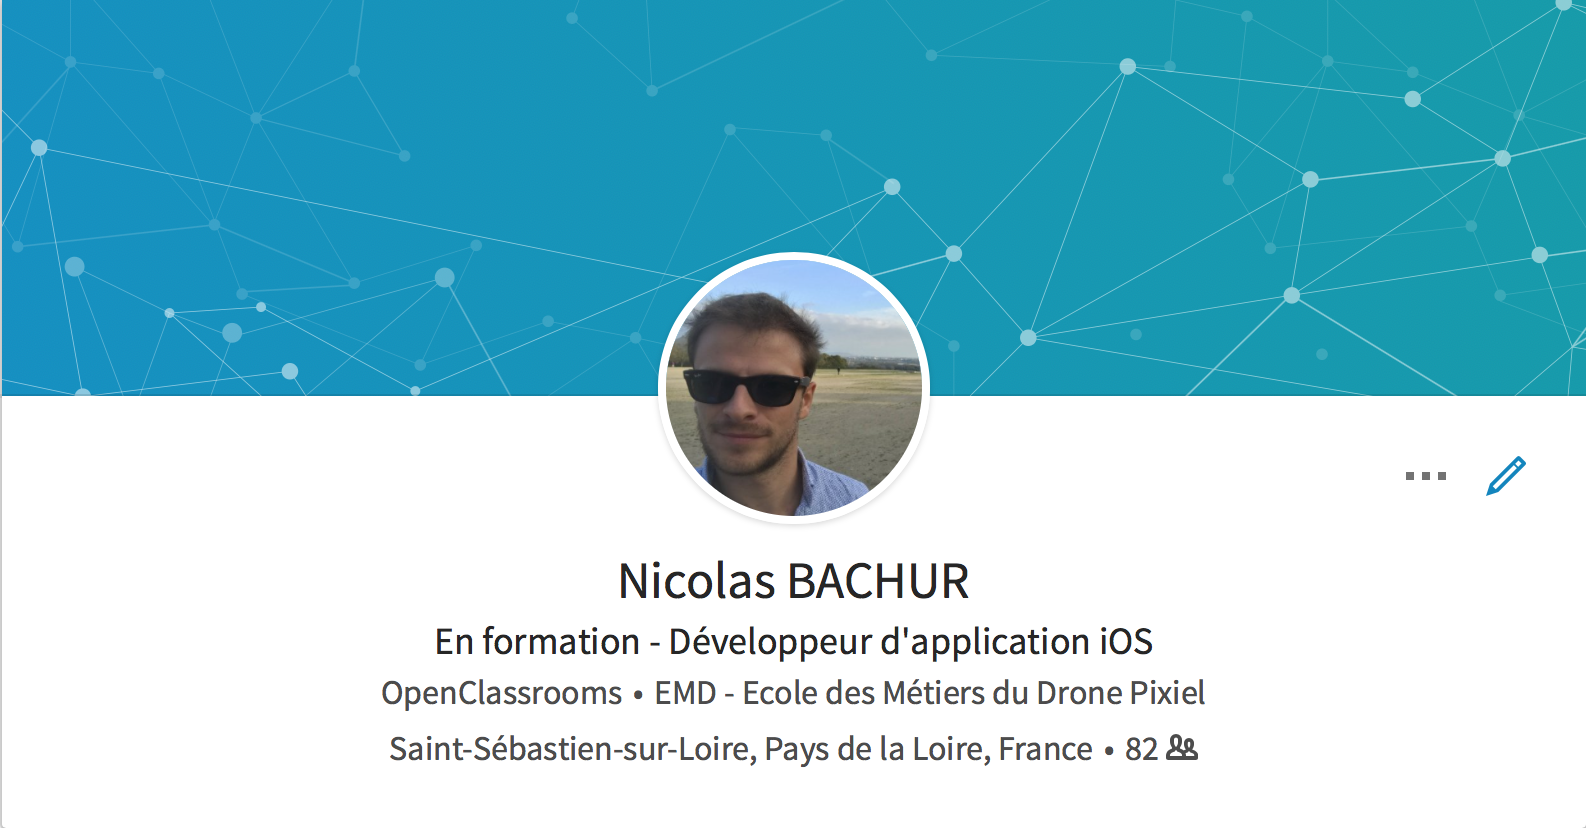 Nicolas BACHUR
En formation - Développeur d'application iOS
OpenClassrooms • EMD - Ecole des Métiers du Drone Pixiel
Saint-Sébastien-sur-Loire, Pays de la Loire, France • 82